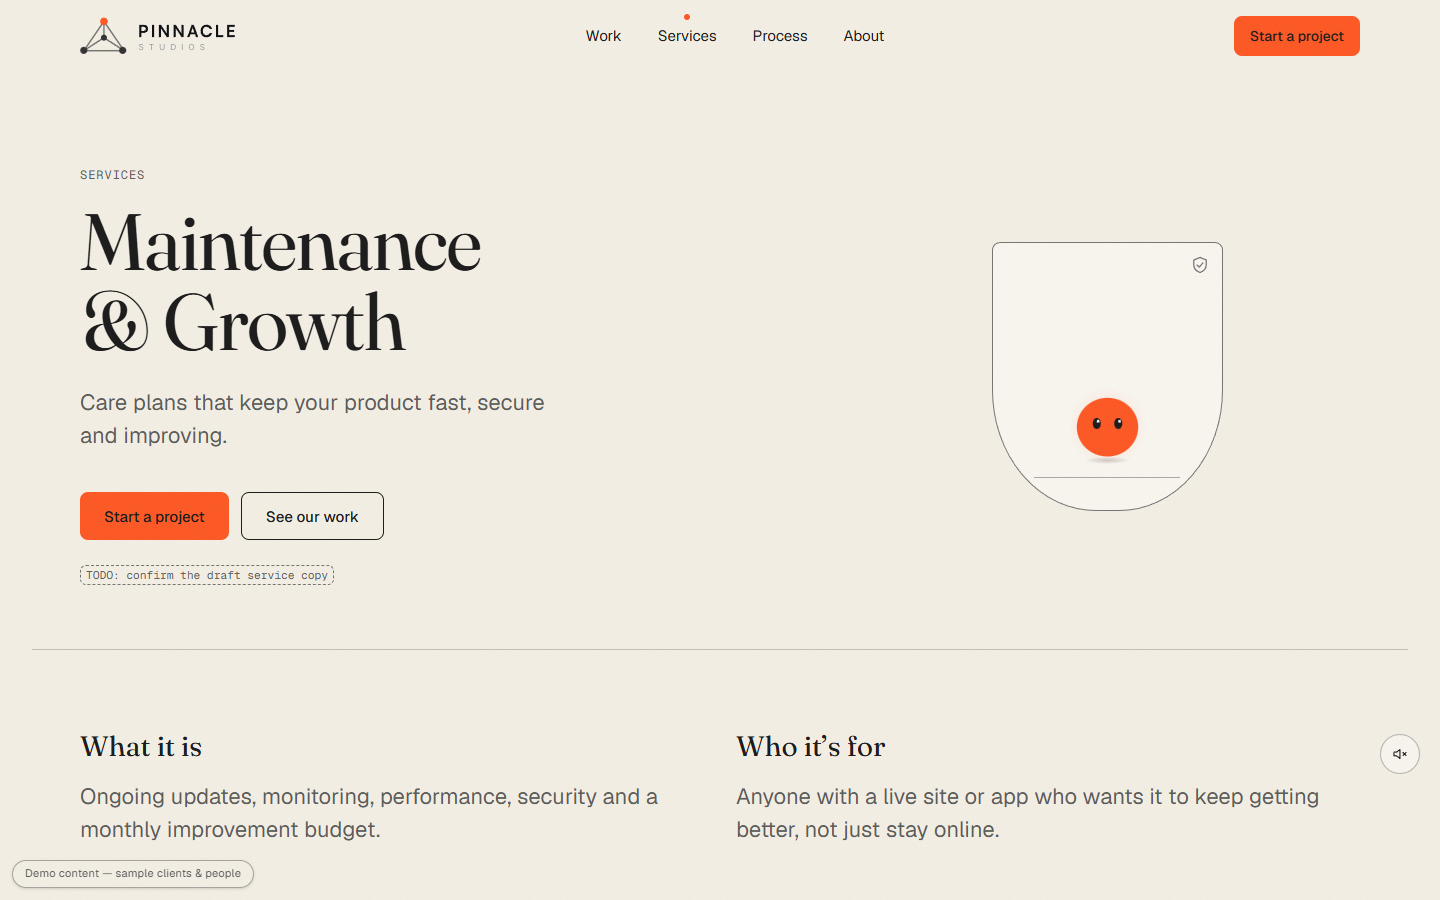 PINNACLE
STUDIOS
Work
Services
Process
About
Start a project
SERVICES
Maintenance
& Growth
Care plans that keep your product fast, secure
and improving.
Start a project
See our work
TODO: confirm the draft service copy
What it is
Ongoing updates, monitoring, performance, security and a
monthly improvement budget.
Who it’s for
Anyone with a live site or app who wants it to keep getting
better, not just stay online.
Demo content — sample clients & people